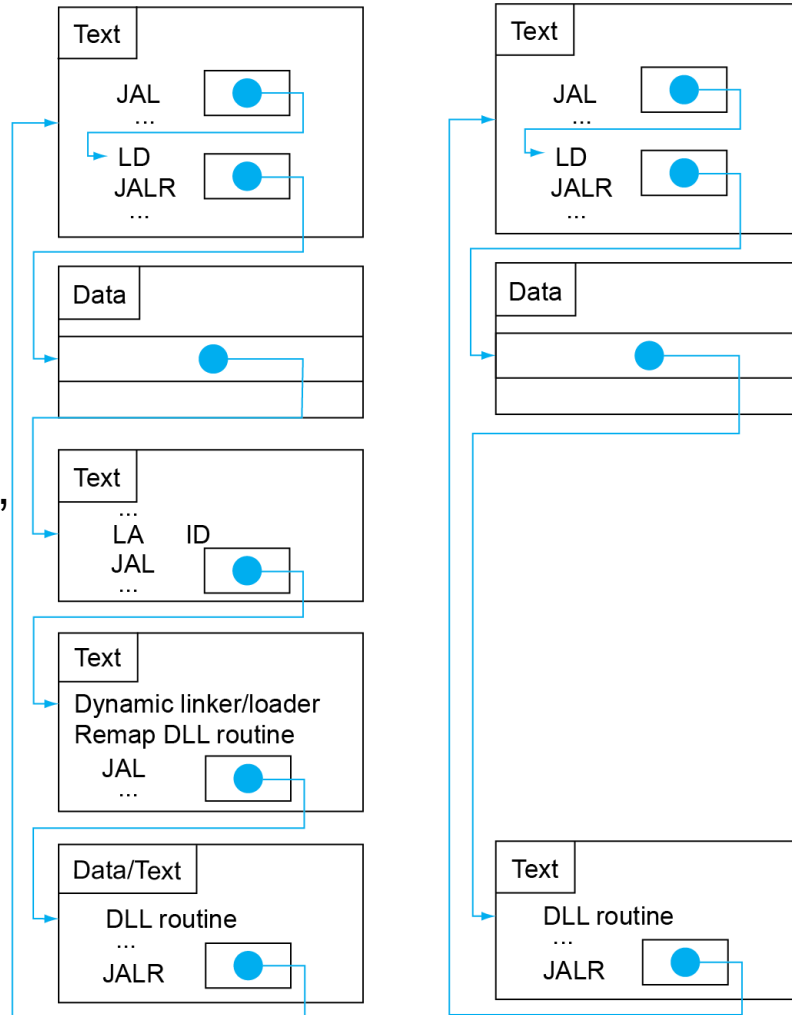 Text
JAL
...
LD
JALR
...
Data
,
Text
...
LA ID
JAL
...
Text
Dynamic linker/loader
Remap DLL routine
JAL
...
Data/Text
DLL routine
...
JALR
Text
JAL
...
LD
JALR
...
Data
Text
DLL routine
...
JALR